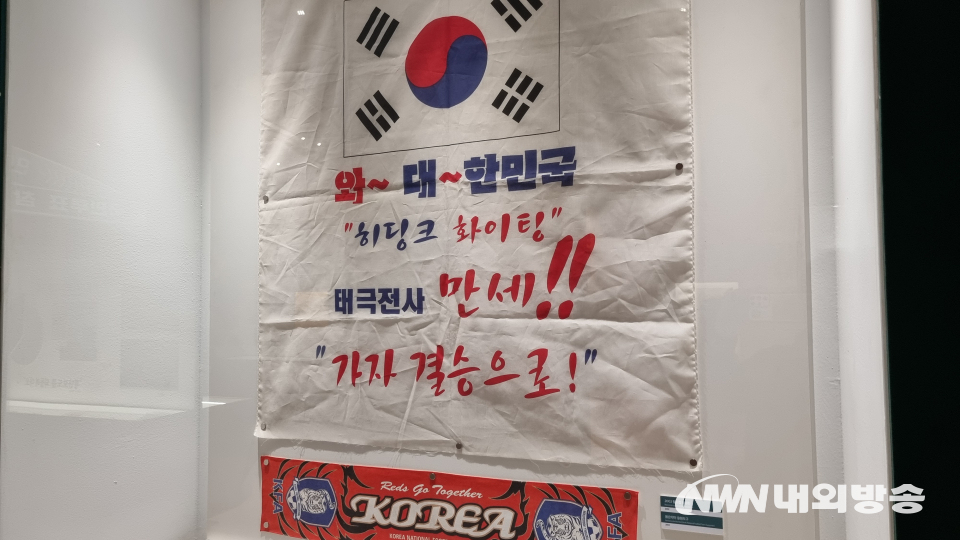 와~ 대~한민국
"히딩크 화이팅"
태극전사 만세!!
"가자 결승으로!"
Reds Go Together
KFA KOREA KFA
NWN 내외방송